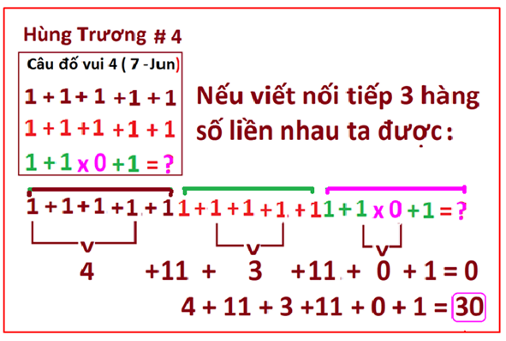 Hùng Trương # 4
Câu đố vui 4 ( 7 -Jun)
1 + 1 + 1 + 1 + 1
1 + 1 + 1 + 1 + 1
1 + 1 x 0 + 1 = ?
Nếu viết nối tiếp 3 hàng
số liền nhau ta được:
1 + 1 + 1 + 1 + 1 1 + 1 + 1 + 1 + 1 1 + 1 x 0 + 1 = ?
4 + 11 + 3 + 11 + 0 + 1 = 0
4 + 11 + 3 + 11 + 0 + 1 = 30